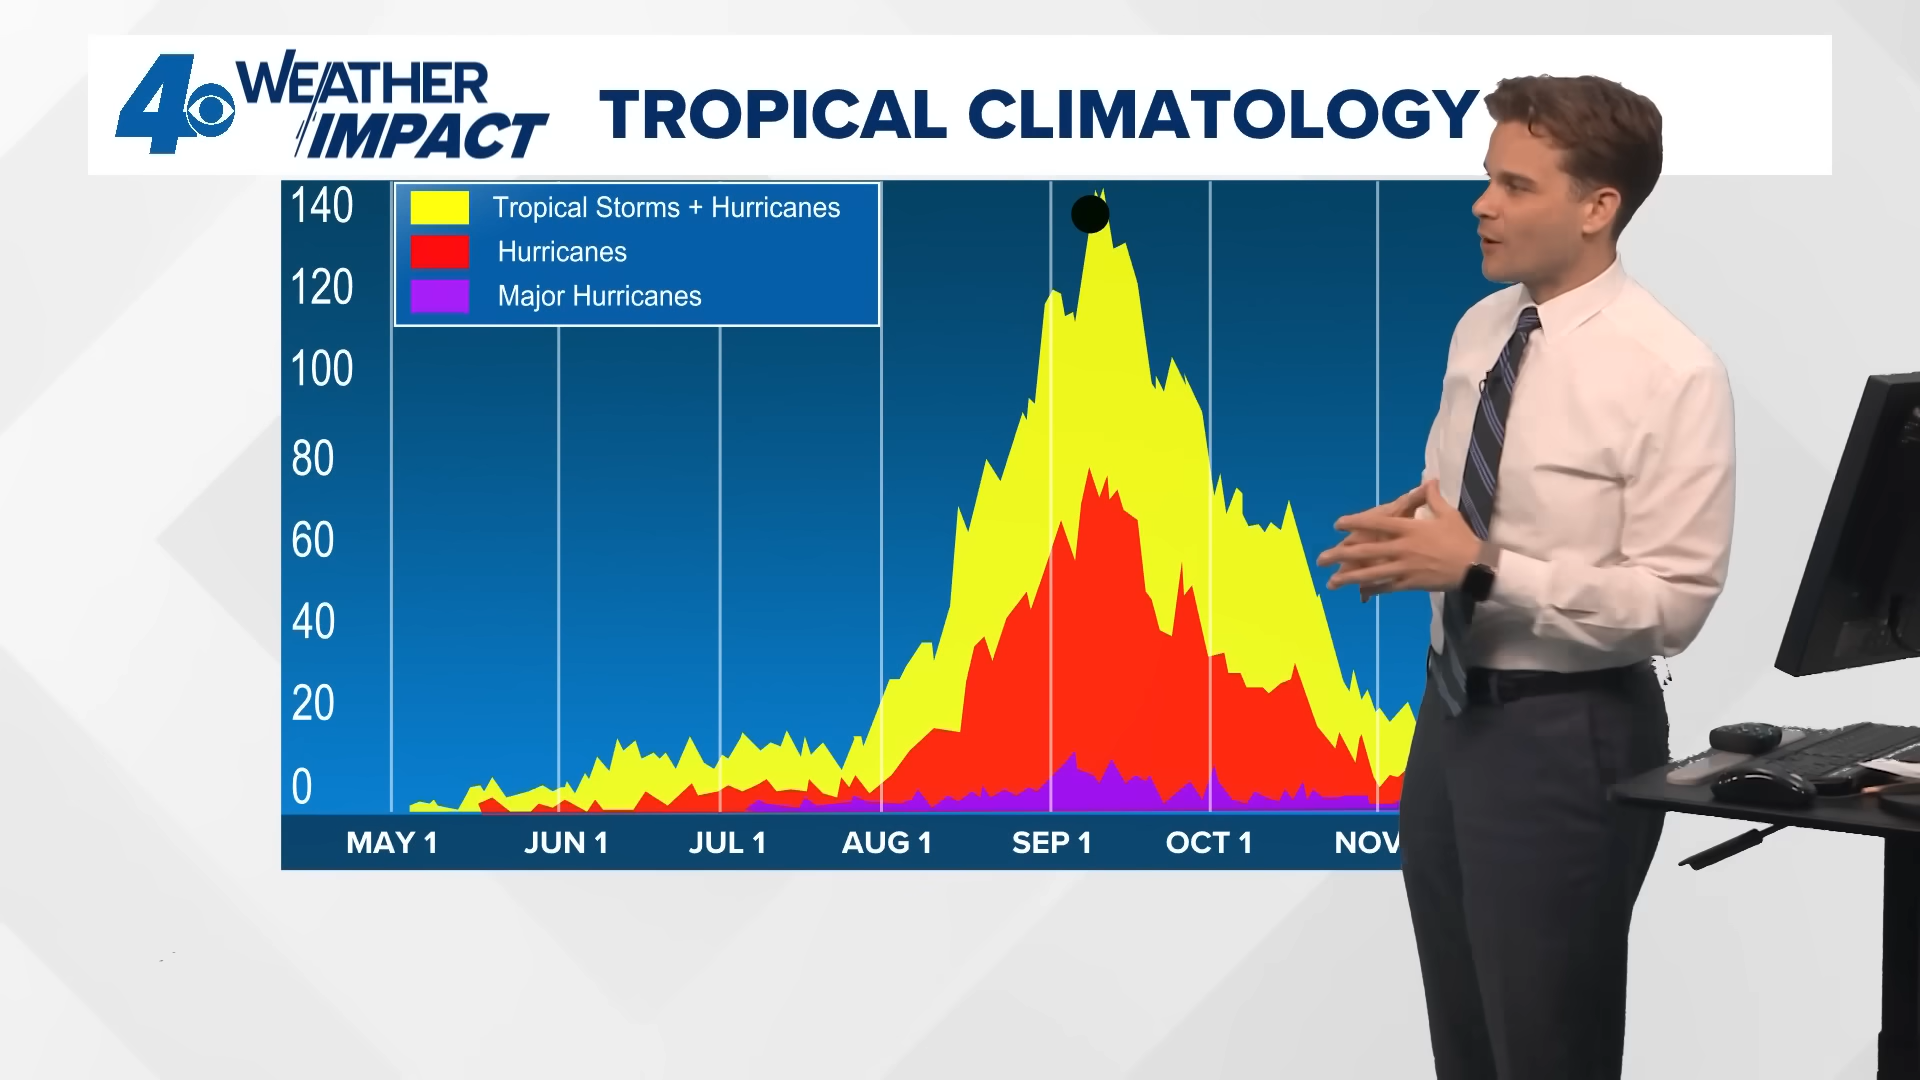 4 WEATHER
IMPACT
TROPICAL CLIMATOLOGY
140
120
100
80
60
40
20
0
Tropical Storms + Hurricanes
Hurricanes
Major Hurricanes
MAY 1 JUN 1 JUL 1 AUG 1 SEP 1 OCT 1 NOV